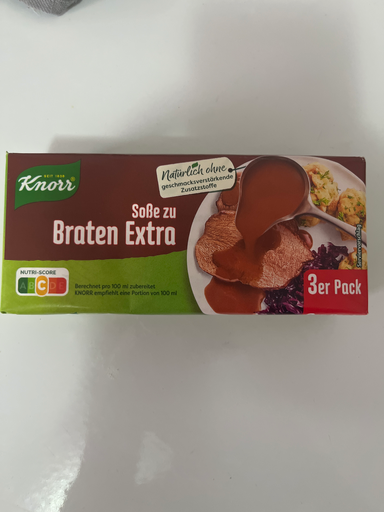 SEIT 1838
Knorr®
Natürlich ohne
geschmacksverstärkende
Zusatzstoffe
Soße zu
Braten Extra
NUTRI-SCORE
A B C D E
Berechnet pro 100 ml zubereitet
KNORR empfiehlt eine Portion von 100 ml
3er Pack
Serviervorschlag